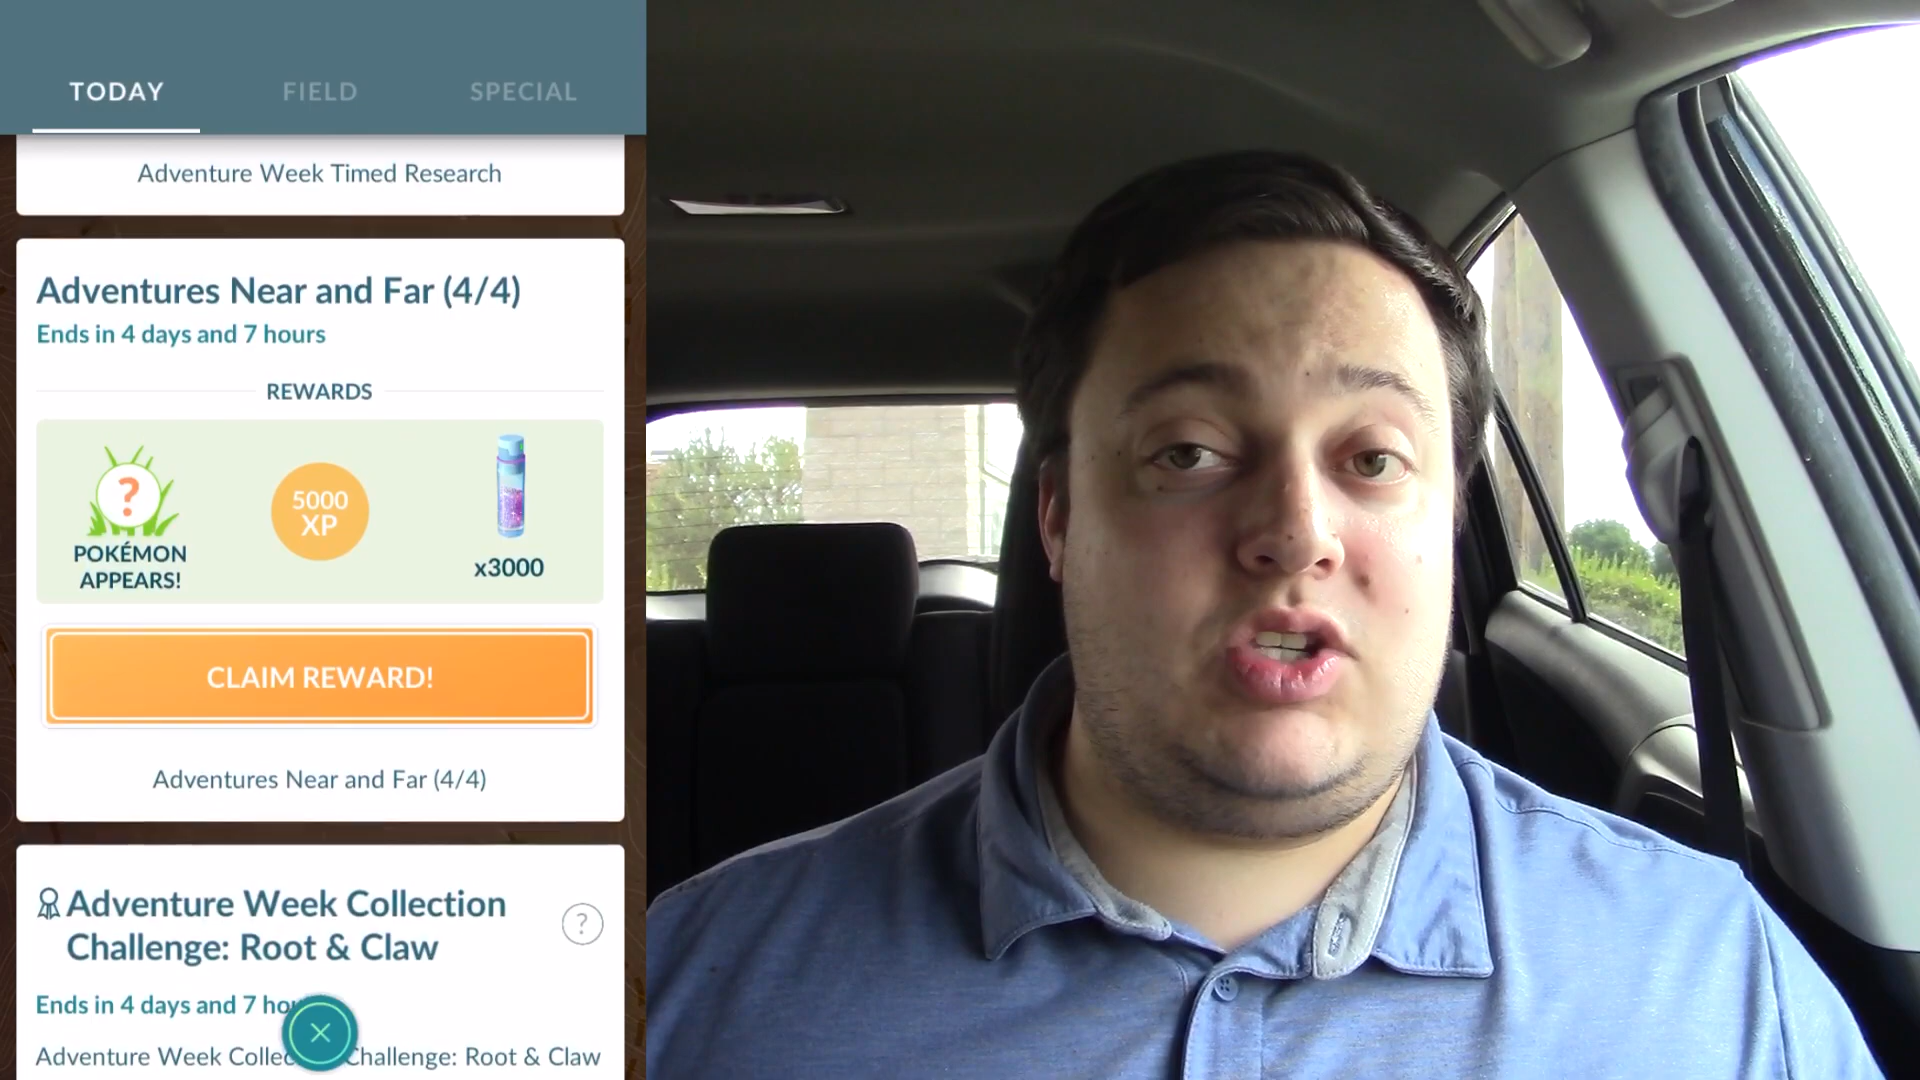 TODAY
FIELD
SPECIAL
Adventure Week Timed Research
Adventures Near and Far (4/4)
Ends in 4 days and 7 hours
REWARDS
?
POKÉMON
APPEARS!
5000
XP
x3000
CLAIM REWARD!
Adventures Near and Far (4/4)
Adventure Week Collection
Challenge: Root & Claw
?
Ends in 4 days and 7
Adventure Week Challenge: Root & Claw